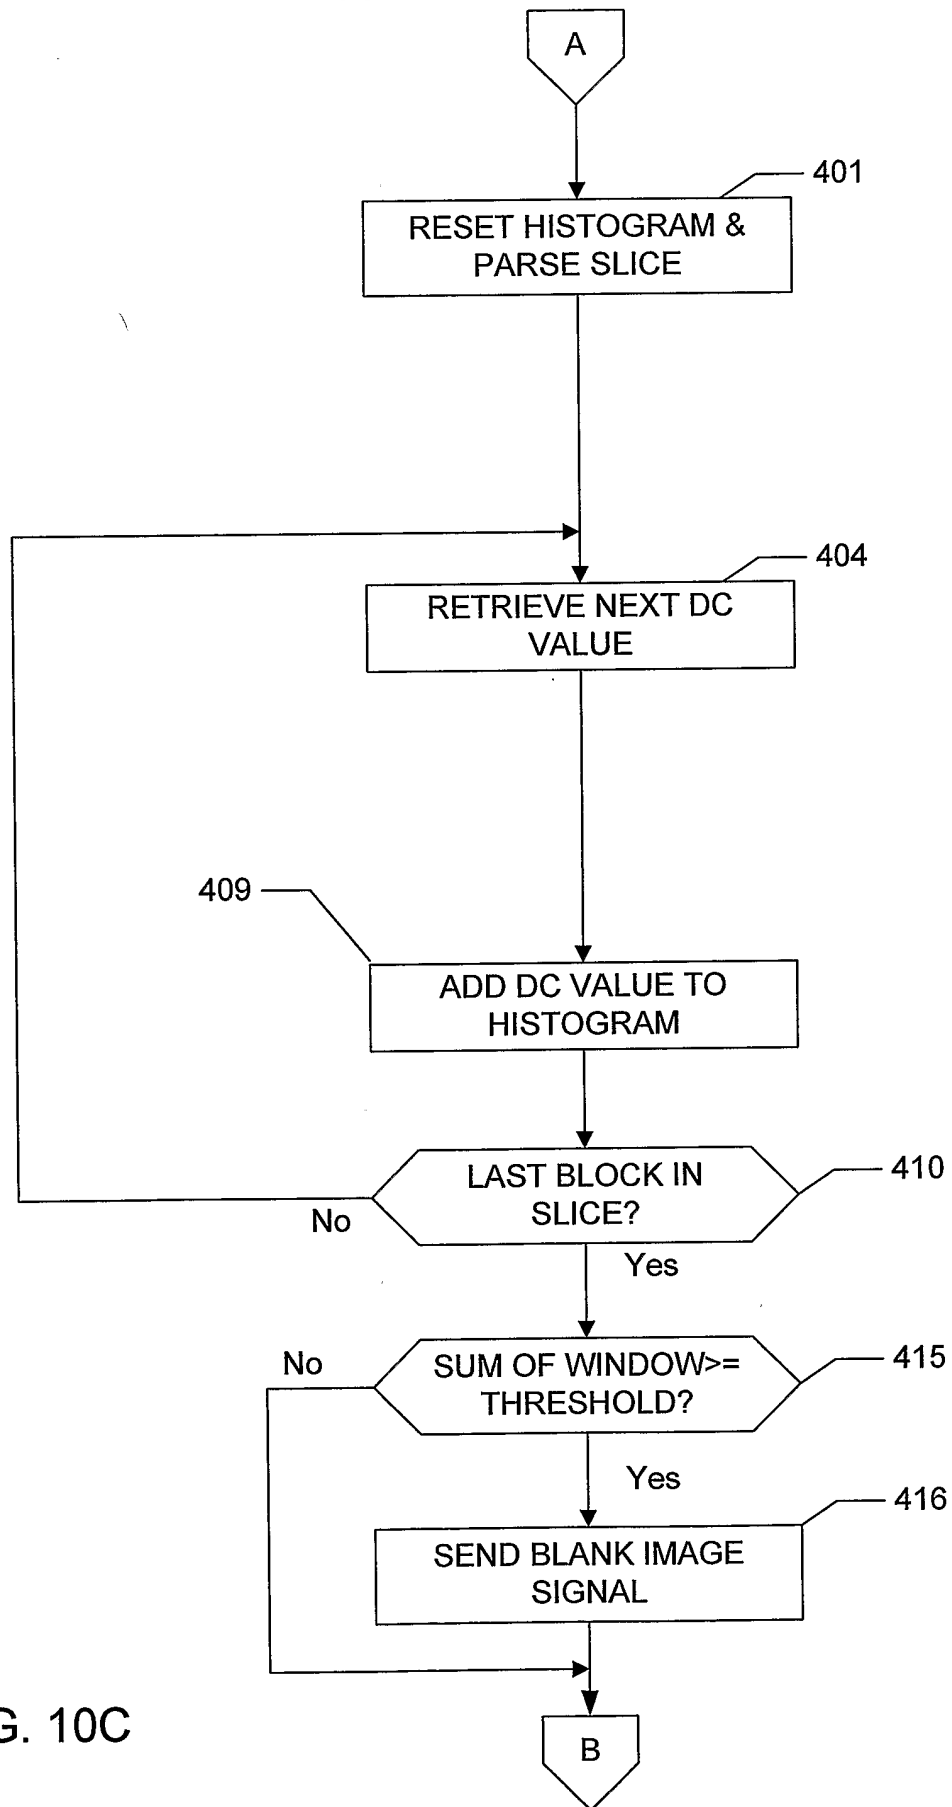 A
401
RESET HISTOGRAM &
PARSE SLICE
404
RETRIEVE NEXT DC
VALUE
409
ADD DC VALUE TO
HISTOGRAM
LAST BLOCK IN
SLICE?
410
No
Yes
No
SUM OF WINDOW>=
THRESHOLD?
415
Yes
416
SEND BLANK IMAGE
SIGNAL
G. 10C
B